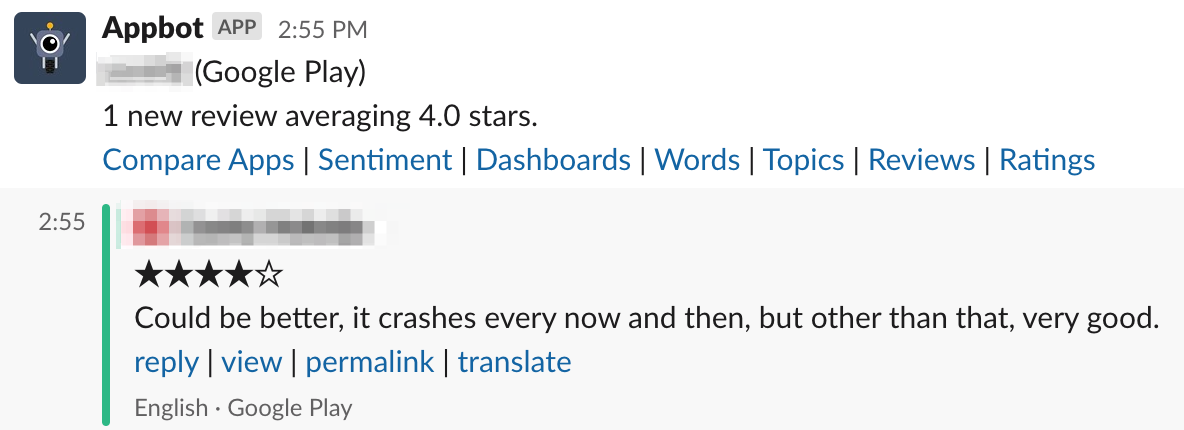 Appbot APP 2:55 PM
(Google Play)
1 new review averaging 4.0 stars.
Compare Apps | Sentiment | Dashboards | Words | Topics | Reviews | Ratings
2:55
★★★★☆
Could be better, it crashes every now and then, but other than that, very good.
reply | view | permalink | translate
English · Google Play